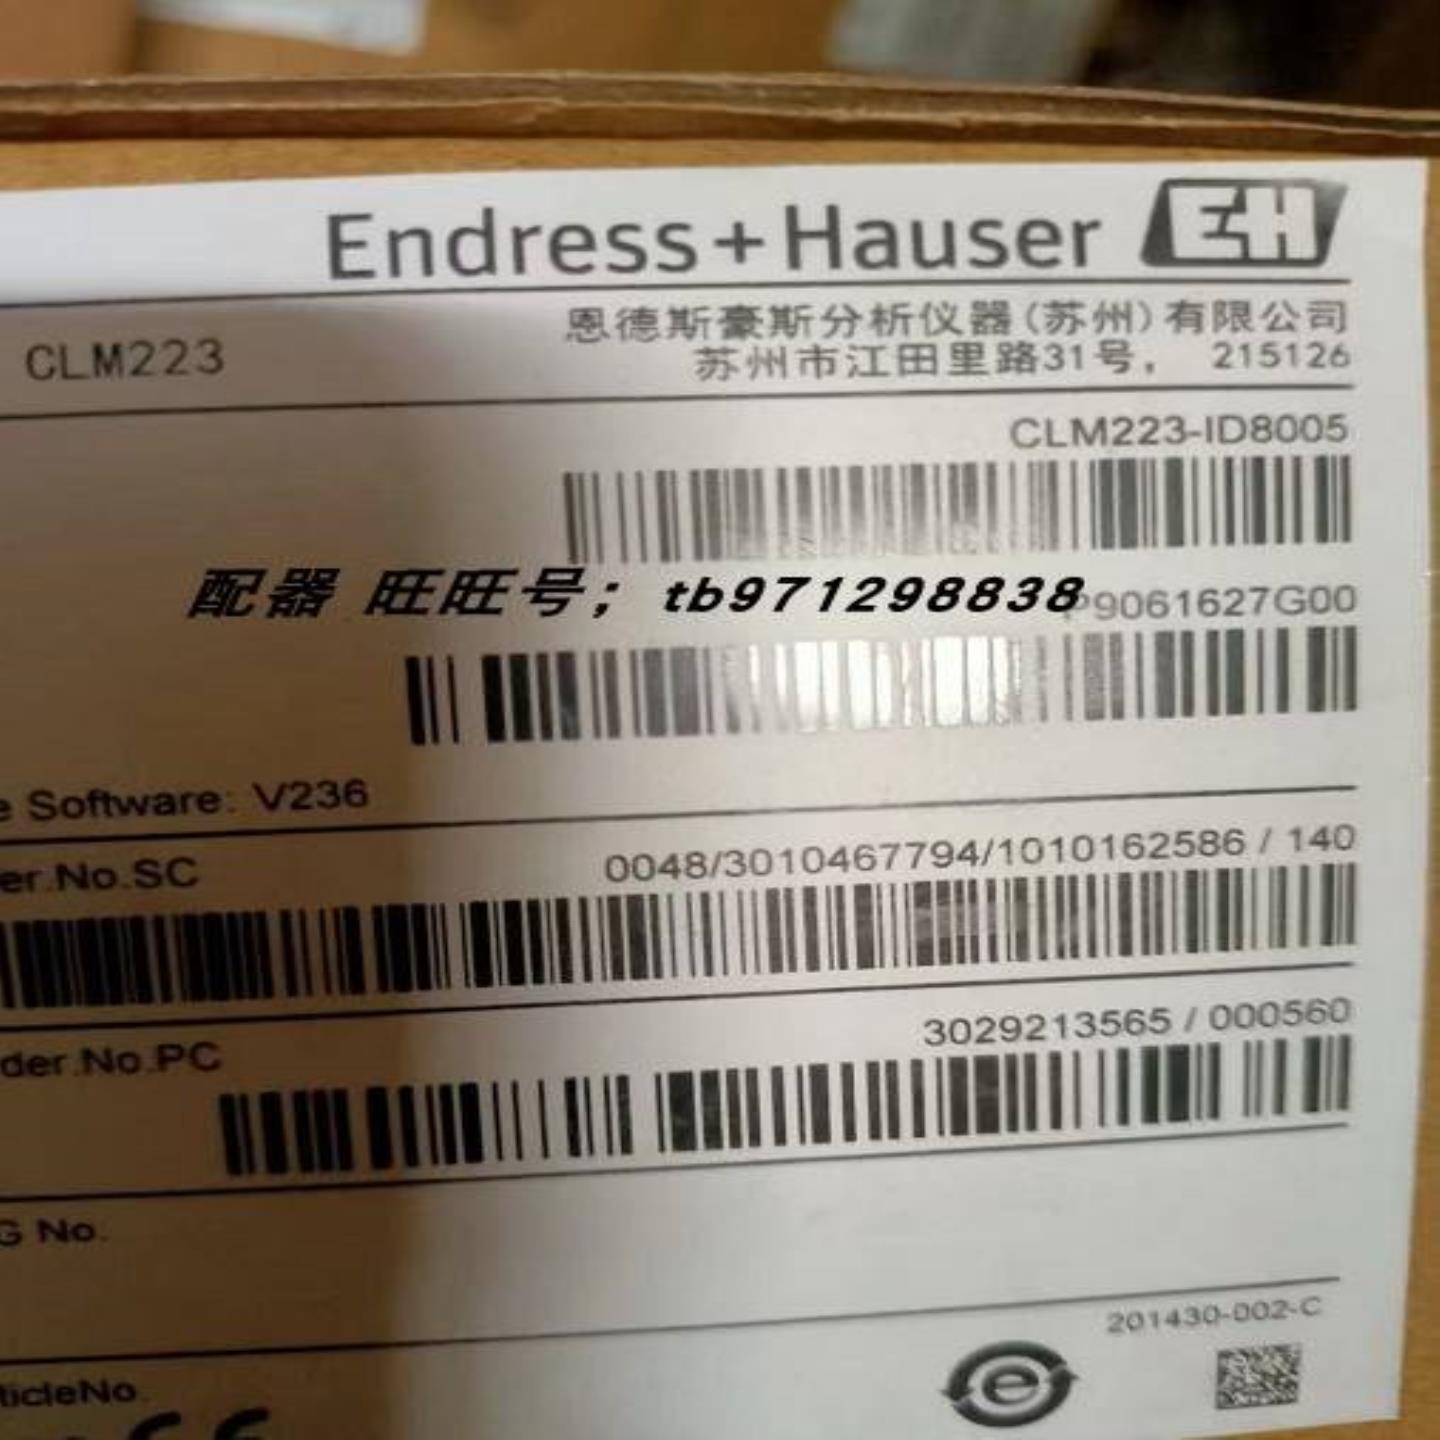 Endress+Hauser EH
恩德斯豪斯分析仪器(苏州)有限公司
CLM223
苏州市江田里路31号， 215126
CLM223-ID8005
配器 旺旺号；tb971298838
P9061627G00
e Software: V236
er.No.SC
0048/3010467794/1010162586 / 140
der.No.PC
3029213565 / 000560
G No.
201430-002-C
ticleNo.
e